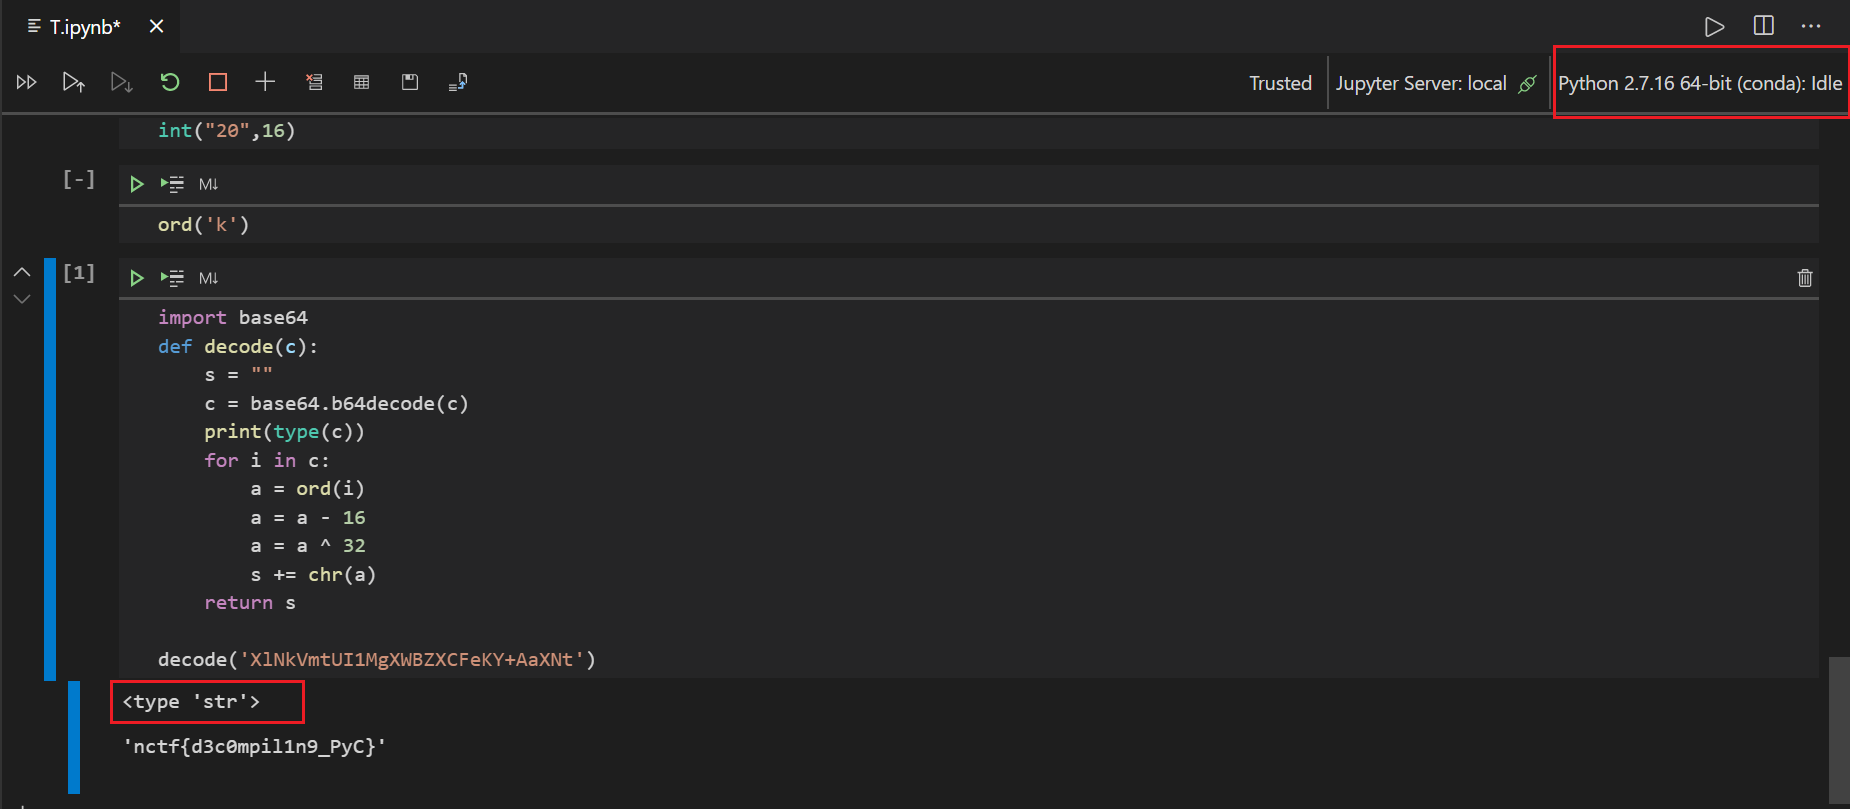 T.ipynb*
Trusted
Jupyter Server: local
Python 2.7.16 64-bit (conda): Idle
int("20",16)
[-]
M↓
ord('k')
[1]
M↓
import base64
def decode(c):
    s = ""
    c = base64.b64decode(c)
    print(type(c))
    for i in c:
        a = ord(i)
        a = a - 16
        a = a ^ 32
        s += chr(a)
    return s
decode('XlNkVmtUI1MgXWBZXCFeKY+AaXNt')
<type 'str'>
'nctf{d3c0mpil1n9_PyC}'